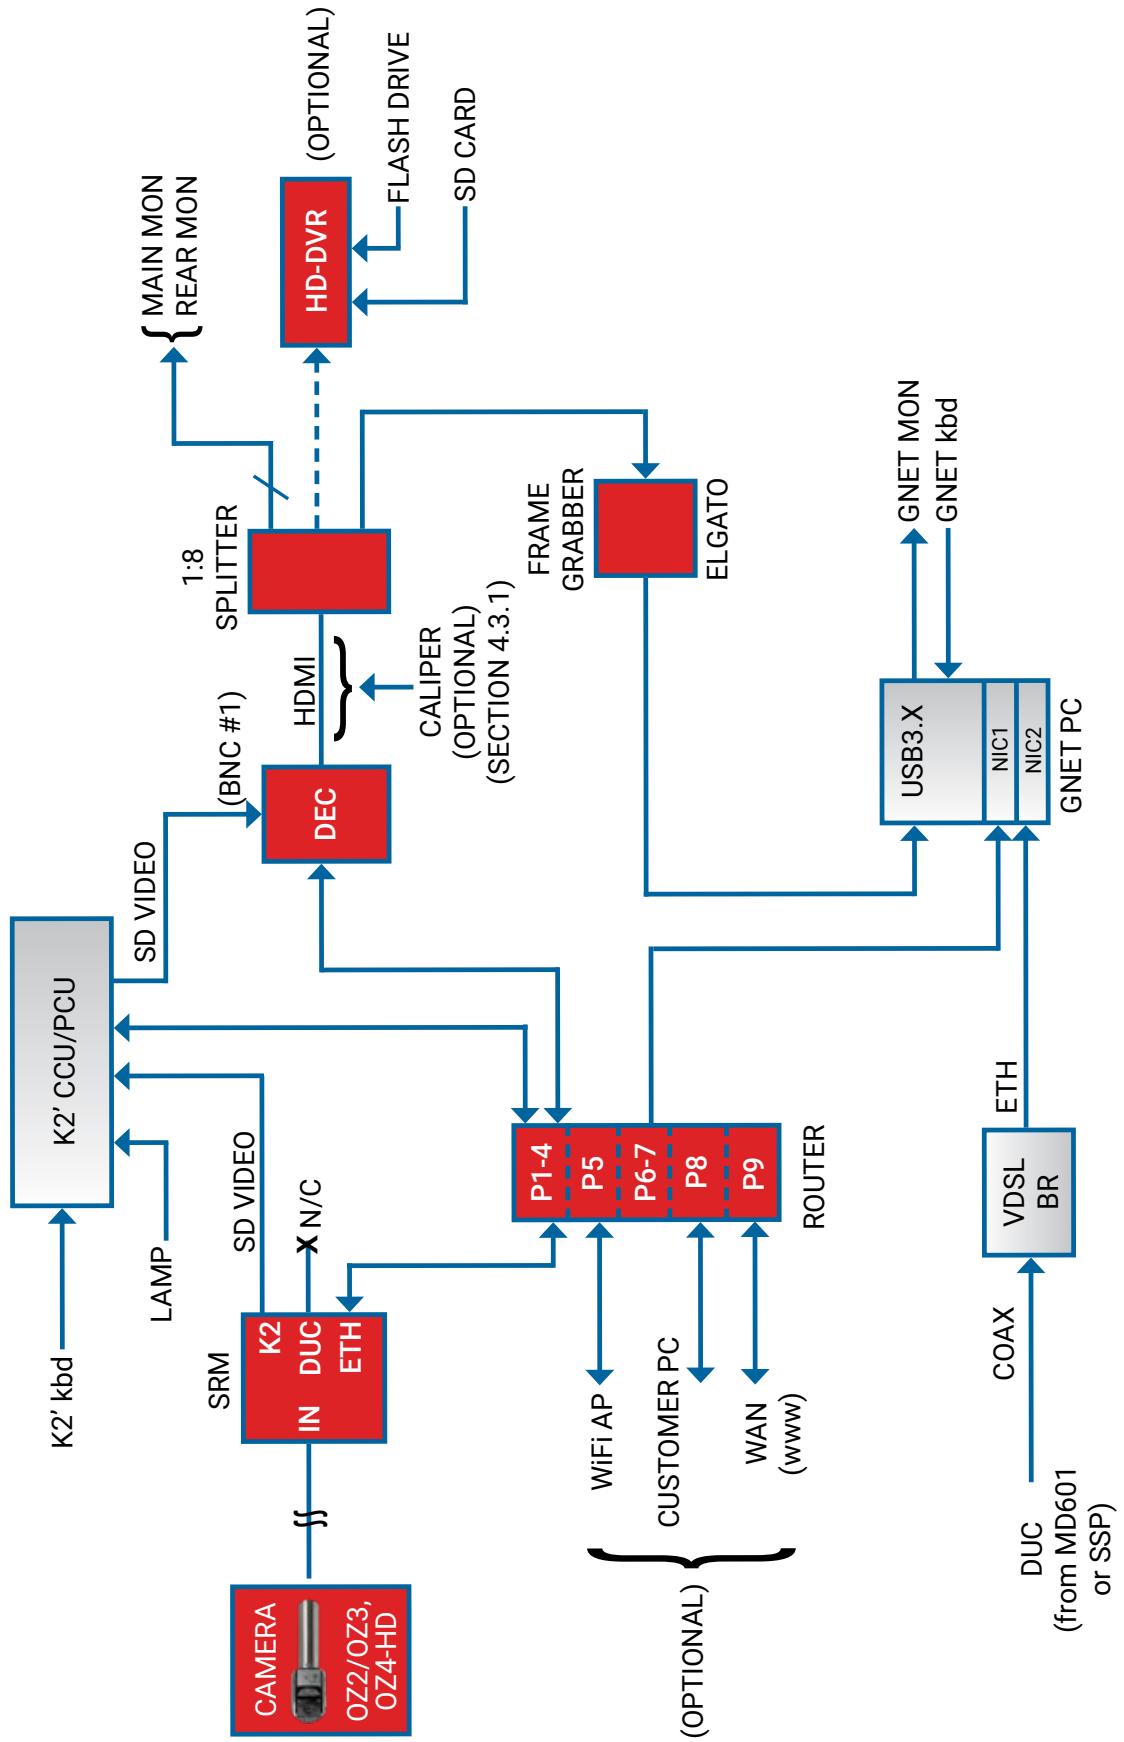 CAMERA
OZ2/OZ3,
OZ4-HD
SRM
IN
K2
DUC
ETH
SD VIDEO
X N/C
K2' kbd
LAMP
K2' CCU/PCU
SD VIDEO
(BNC #1)
DEC
HDMI
CALIPER
(OPTIONAL)
(SECTION 4.3.1)
1:8
SPLITTER
MAIN MON
REAR MON
HD-DVR
(OPTIONAL)
FLASH DRIVE
SD CARD
FRAME
GRABBER
ELGATO
P1-4
P5
P6-7
P8
P9
ROUTER
WiFi AP
CUSTOMER PC
WAN
(www)
(OPTIONAL)
USB3.X
NIC1
NIC2
GNET PC
GNET MON
GNET kbd
ETH
VDSL
BR
COAX
DUC
(from MD601
or SSP)